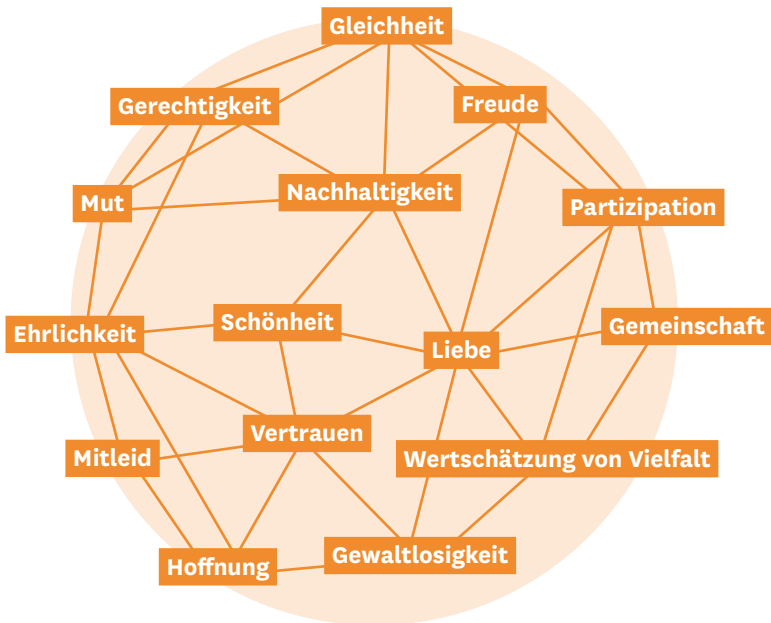 Gleichheit
Gerechtigkeit
Freude
Mut
Nachhaltigkeit
Partizipation
Ehrlichkeit
Schönheit
Liebe
Gemeinschaft
Mitleid
Vertrauen
Wertschätzung von Vielfalt
Hoffnung
Gewaltlosigkeit